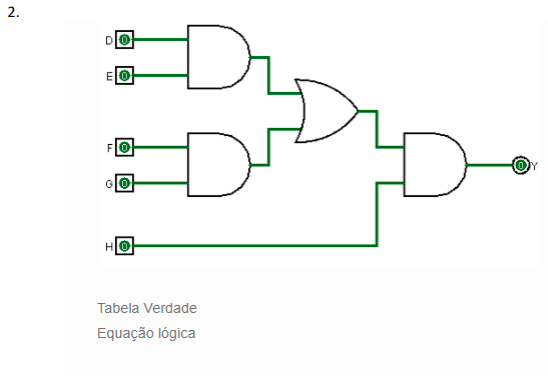 2.
D 0
E 0
F 0
0 Y
G 0
H 0
Tabela Verdade
Equação lógica